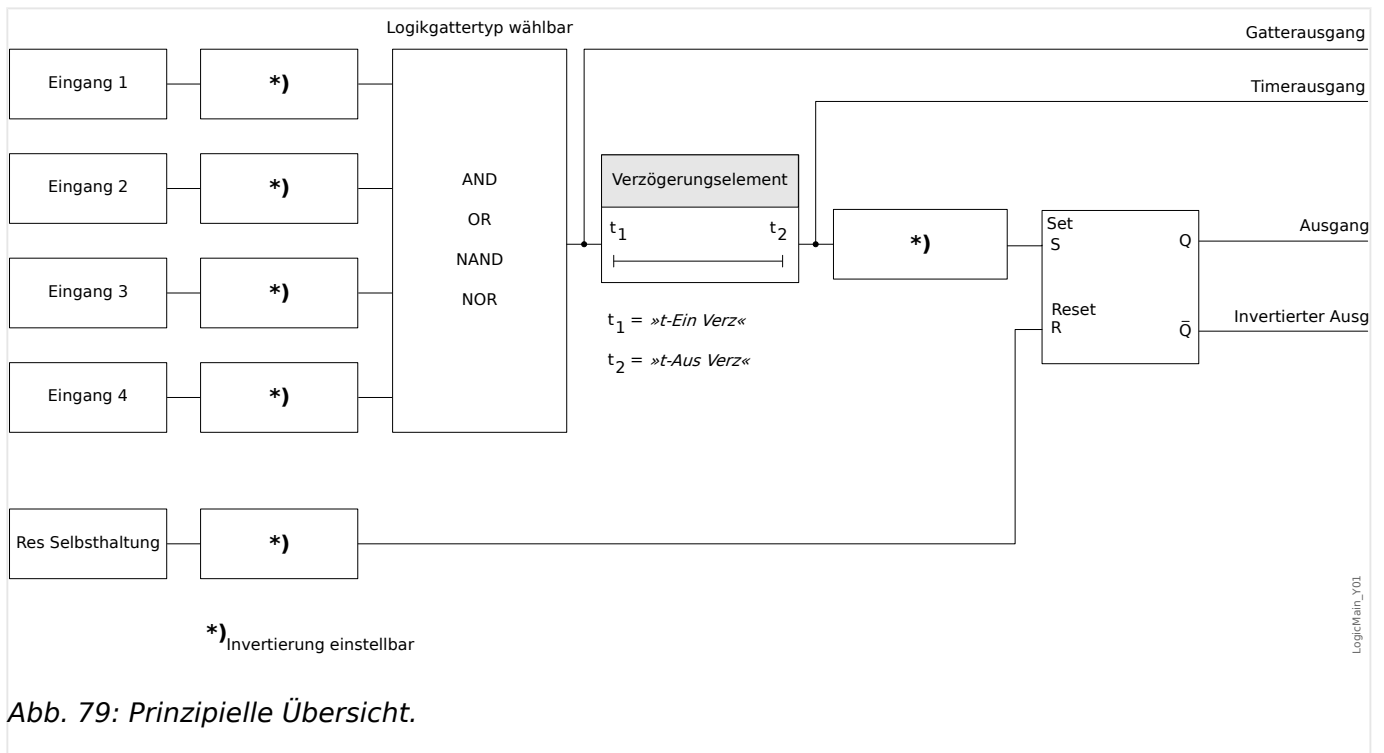 Logikgattertyp wählbar
Gatterausgang
Timerausgang
Eingang 1
*)
Eingang 2
*)
AND
OR
NAND
NOR
Verzögerungselement
t1
t2
*)
Set
S
Q
Ausgang
Eingang 3
*)
Reset
R
Q̄
Invertierter Ausg
t1 = »t-Ein Verz«
t2 = »t-Aus Verz«
Eingang 4
*)
Res Selbsthaltung
*)
*)Invertierung einstellbar
LogicMain_Y01
Abb. 79: Prinzipielle Übersicht.